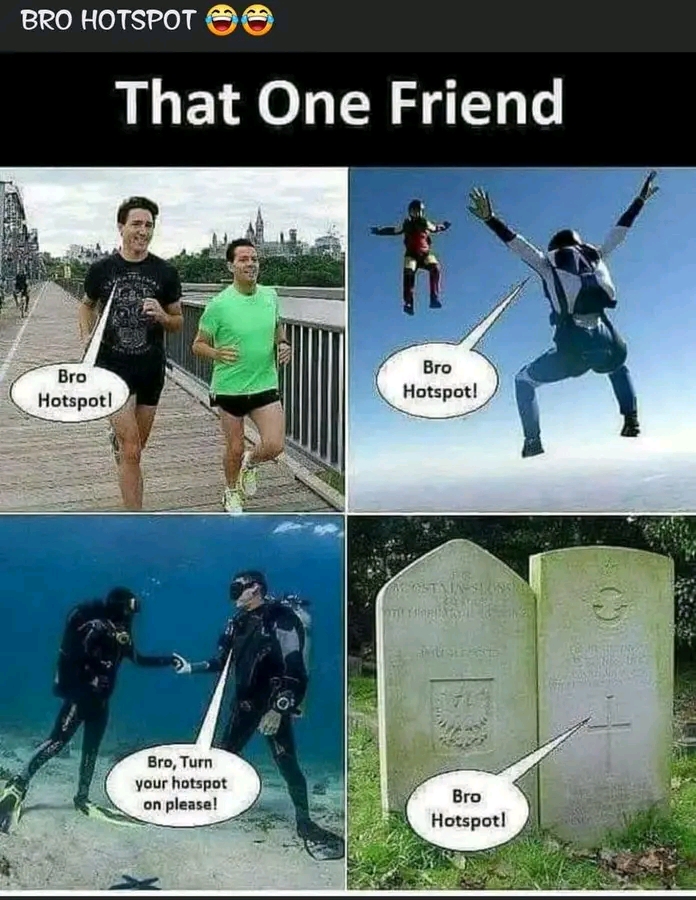 BRO HOTSPOT 😂😂
That One Friend
Bro
Hotspot!
Bro
Hotspot!
Bro, Turn
your hotspot
on please!
Bro
Hotspot!